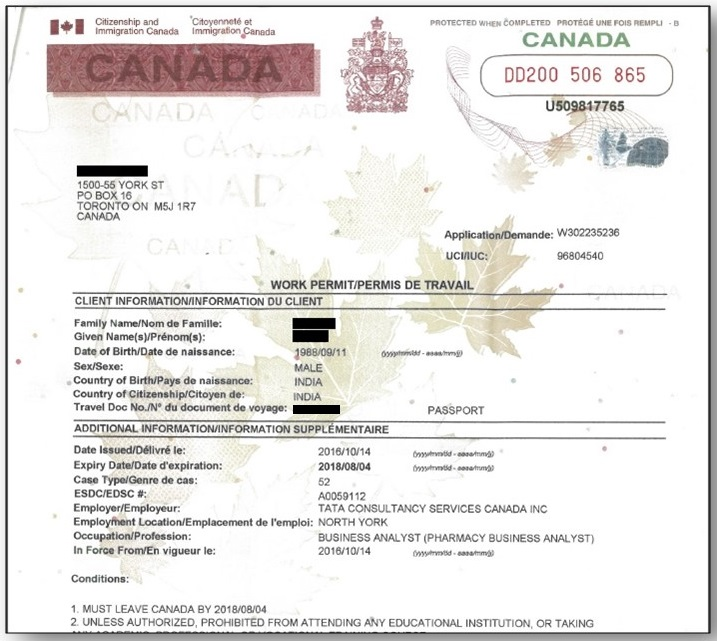 Citizenship and Citoyenneté et
Immigration Canada Immigration Canada
PROTECTED WHEN COMPLETED PROTÉGÉ UNE FOIS REMPLI - B
CANADA
CANADA
DD200 506 865
U509817765
CANADA
CANADA
CANADA
CANADA
1500-55 YORK ST
PO BOX 16
TORONTO ON M5J 1R7
CANADA
Application/Demande: W302235236
UCI/IUC: 96804540
CANADA
WORK PERMIT/PERMIS DE TRAVAIL
CLIENT INFORMATION/INFORMATION DU CLIENT
Family Name/Nom de Famille:
Given Name(s)/Prénom(s):
Date of Birth/Date de naissance: 1988/09/11 (yyyy/mm/dd - aaaa/mm/jj)
Sex/Sexe: MALE
Country of Birth/Pays de naissance: INDIA
Country of Citizenship/Citoyen de: INDIA
Travel Doc No./N° du document de voyage: PASSPORT
ADDITIONAL INFORMATION/INFORMATION SUPPLÉMENTAIRE
Date Issued/Délivré le: 2016/10/14 (yyyy/mm/dd - aaaa/mm/jj)
Expiry Date/Date d'expiration: 2018/08/04 (yyyy/mm/dd - aaaa/mm/jj)
Case Type/Genre de cas: 52
ESDC/EDSC #: A0059112
Employer/Employeur: TATA CONSULTANCY SERVICES CANADA INC
Employment Location/Emplacement de l'emploi: NORTH YORK
Occupation/Profession: BUSINESS ANALYST (PHARMACY BUSINESS ANALYST)
In Force From/En vigueur le: 2016/10/14 (yyyy/mm/dd - aaaa/mm/jj)
Conditions:
1. MUST LEAVE CANADA BY 2018/08/04
2. UNLESS AUTHORIZED, PROHIBITED FROM ATTENDING ANY EDUCATIONAL INSTITUTION, OR TAKING